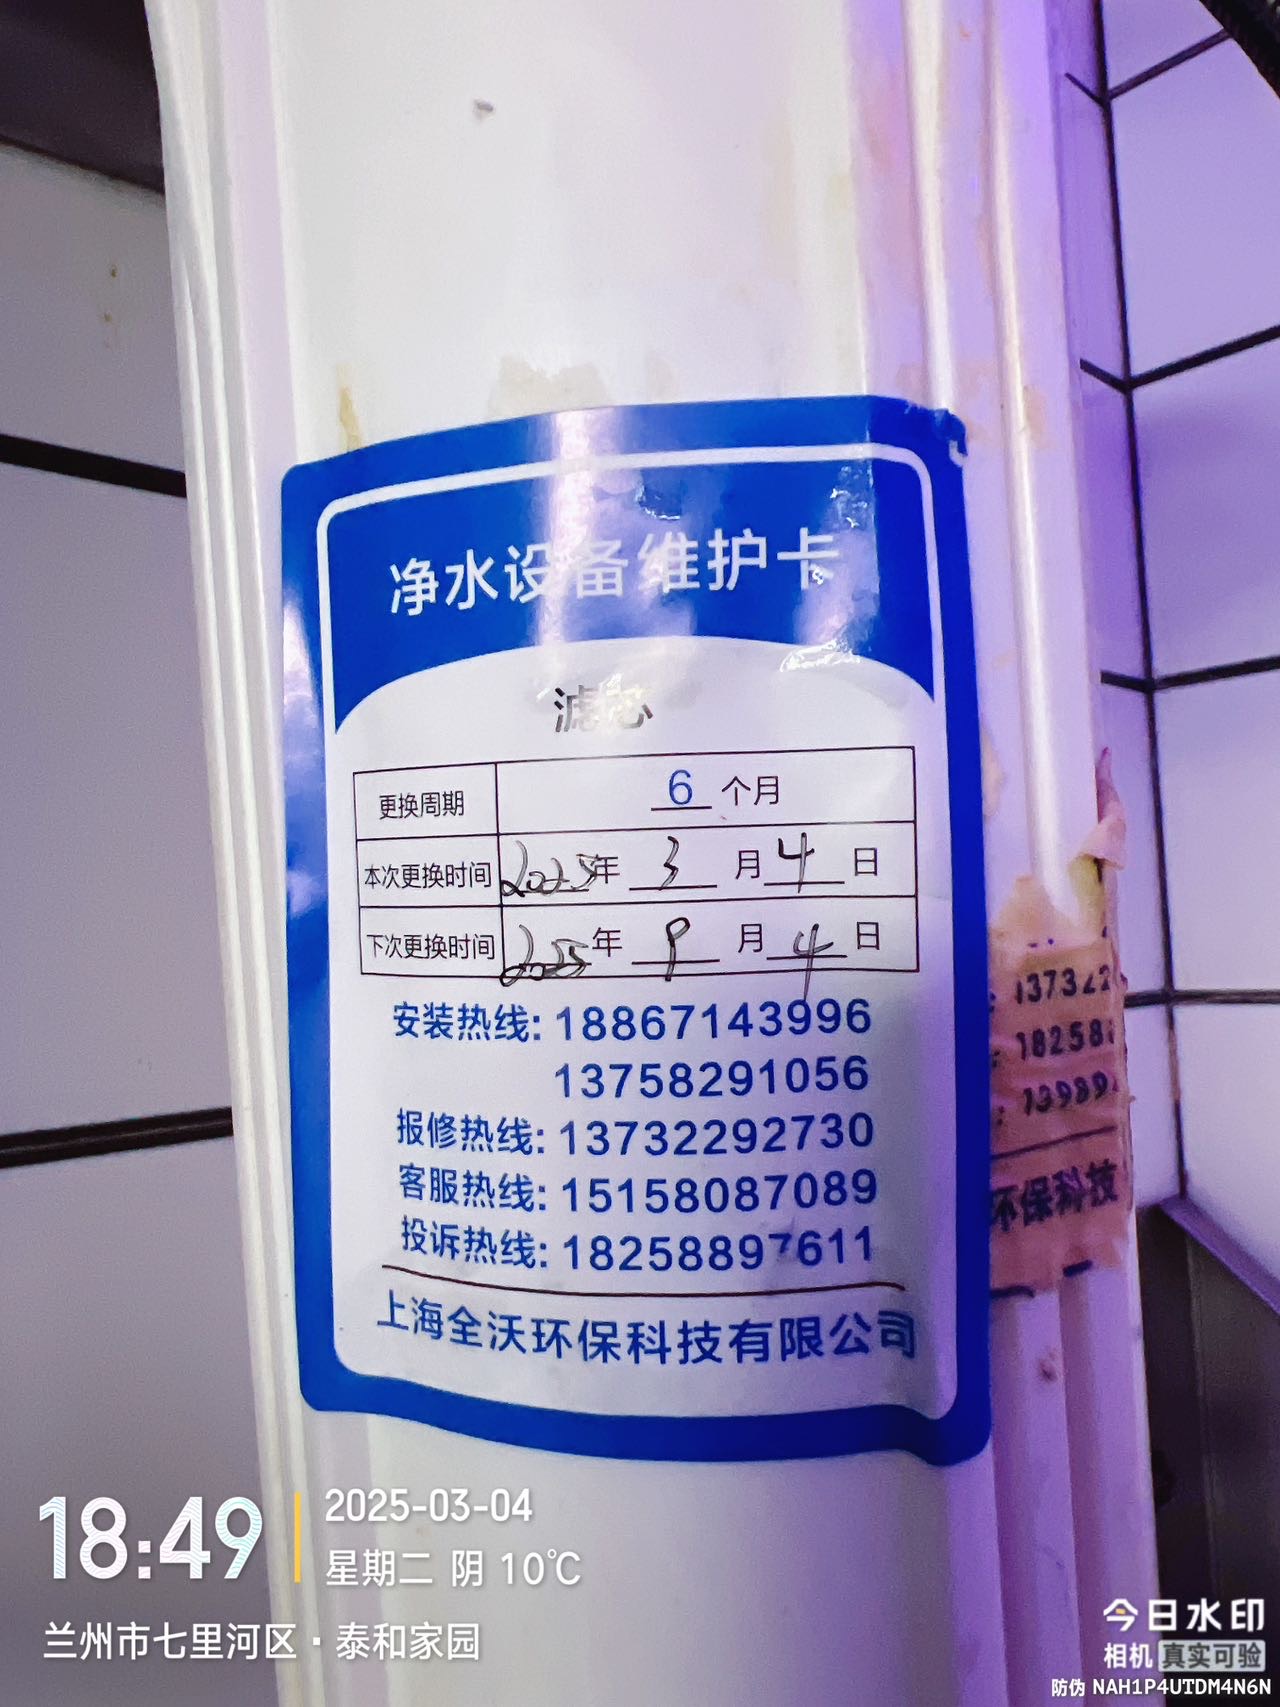 净水设备维护卡
滤芯
更换周期 6 个月
本次更换时间 2025年 3 月 4 日
下次更换时间 2025年 9 月 4 日
安装热线: 18867143996
13758291056
报修热线: 13732292730
客服热线: 15158087089
投诉热线: 18258897611
上海全沃环保科技有限公司
: 137322
: 18258
: 13989
环保科技
18:49
2025-03-04
星期二 阴 10℃
兰州市七里河区·泰和家园
今日水印
相机 真实可验
防伪 NAH1P4UTDM4N6N